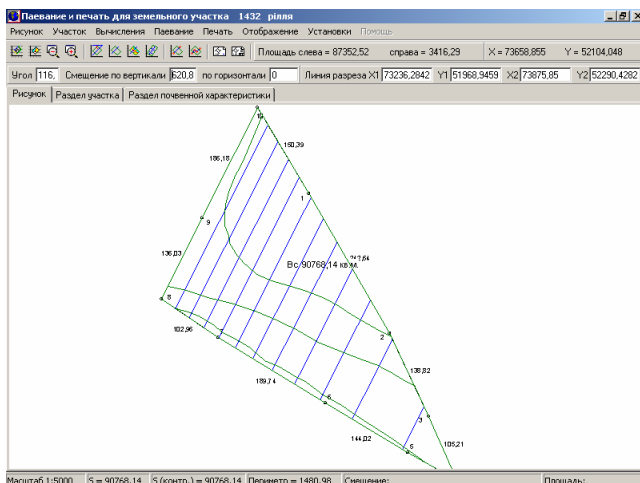 Паевание и печать для земельного участка 1432 рілля
Рисунок Участок Вычисления Паевание Печать Отображение Установки Помощь
Площадь слева = 87352,52 справа = 3416,29 X = 73658,855 Y = 52104,048
Угол 116, Смещение по вертикали 620,8 по горизонтали 0 Линия разреза X1 73236,2842 Y1 51968,9459 X2 73875,85 Y2 52290,4282
Рисунок Раздел участка Раздел почвенной характеристики
160,39
186,18
1
9
136,03
Вс 90768,14 кв.м.
8
102,96
7
2
138,82
189,74
6
3
144,02
105,21
5
Масштаб 1:5000 S = 90768,14 S (контр.) = 90768,14 Периметр = 1480,98 Смещение: Площадь: